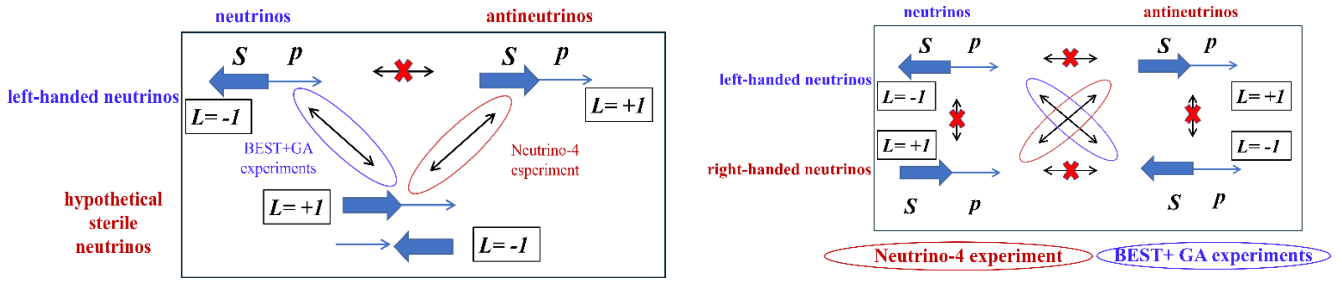 neutrinos
antineutrinos
S p
S p
left-handed neutrinos
L= -1
L= +1
BEST+GA
experiments
Neutrino-4
esperiment
hypothetical
sterile
neutrinos
L= +1
L= -1
neutrinos
antineutrinos
S p
S p
left-handed neutrinos
L= -1
L= +1
L= +1
L= -1
right-handed neutrinos
S p
S p
Neutrino-4 experiment
BEST+ GA experiments